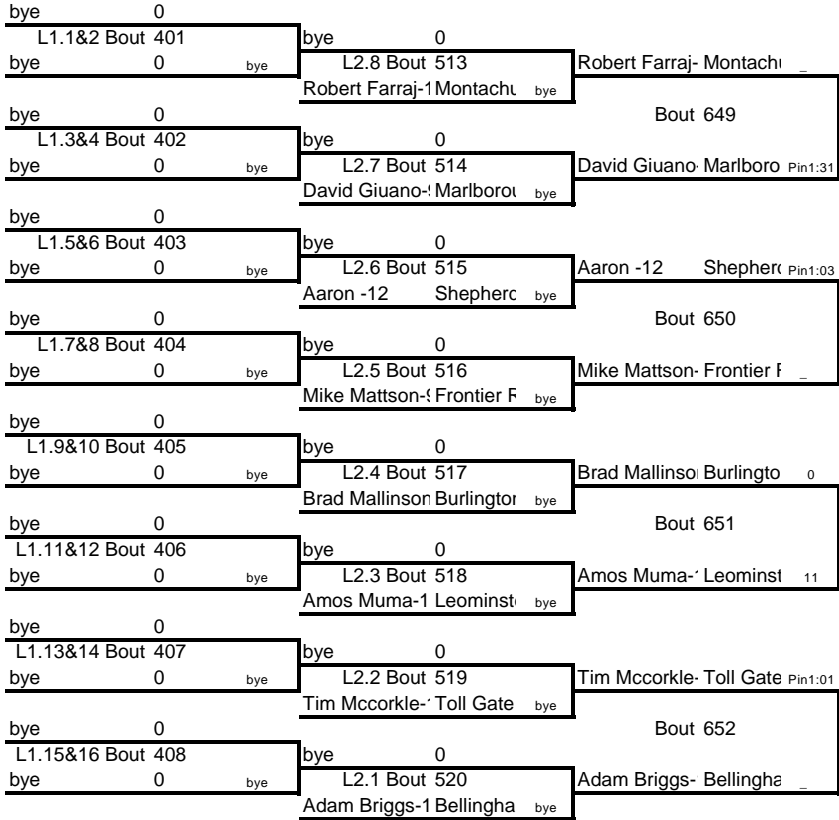 bye 0
L1.1&2 Bout 401 bye 0
bye 0 bye L2.8 Bout 513 Robert Farraj- Montachu _
Robert Farraj-1 Montachu bye
bye 0 Bout 649
L1.3&4 Bout 402 bye 0
bye 0 bye L2.7 Bout 514 David Giuano- Marlboro Pin1:31
David Giuano-9 Marlborou bye
bye 0
L1.5&6 Bout 403 bye 0
bye 0 bye L2.6 Bout 515 Aaron -12 Shepherd Pin1:03
Aaron -12 Shepherd bye
bye 0 Bout 650
L1.7&8 Bout 404 bye 0
bye 0 bye L2.5 Bout 516 Mike Mattson- Frontier R _
Mike Mattson-9 Frontier R bye
bye 0
L1.9&10 Bout 405 bye 0
bye 0 bye L2.4 Bout 517 Brad Mallinson Burlingto 0
Brad Mallinson Burlington bye
bye 0 Bout 651
L1.11&12 Bout 406 bye 0
bye 0 bye L2.3 Bout 518 Amos Muma-1 Leominst 11
Amos Muma-1 Leominste bye
bye 0
L1.13&14 Bout 407 bye 0
bye 0 bye L2.2 Bout 519 Tim Mccorkle- Toll Gate Pin1:01
Tim Mccorkle-1 Toll Gate bye
bye 0 Bout 652
L1.15&16 Bout 408 bye 0
bye 0 bye L2.1 Bout 520 Adam Briggs- Bellingha _
Adam Briggs-1 Bellingha bye